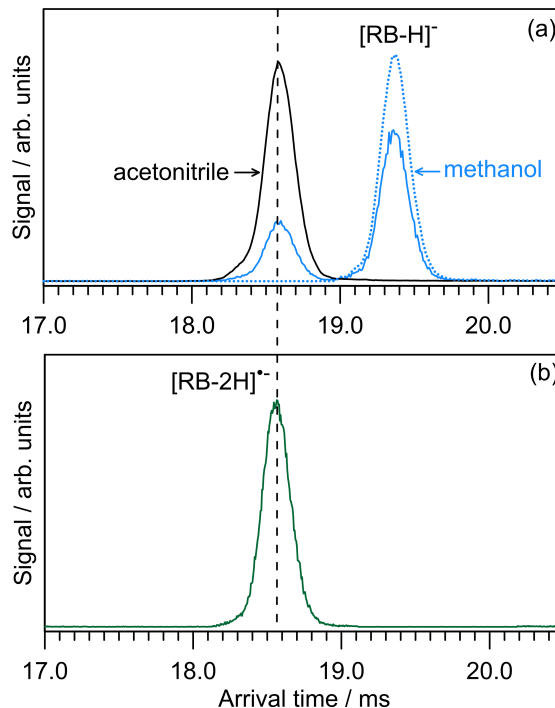 (a)
[RB-H]⁻
acetonitrile
methanol
Signal / arb. units
17.0 18.0 19.0 20.0
(b)
[RB-2H]•⁻
Signal / arb. units
17.0 18.0 19.0 20.0
Arrival time / ms